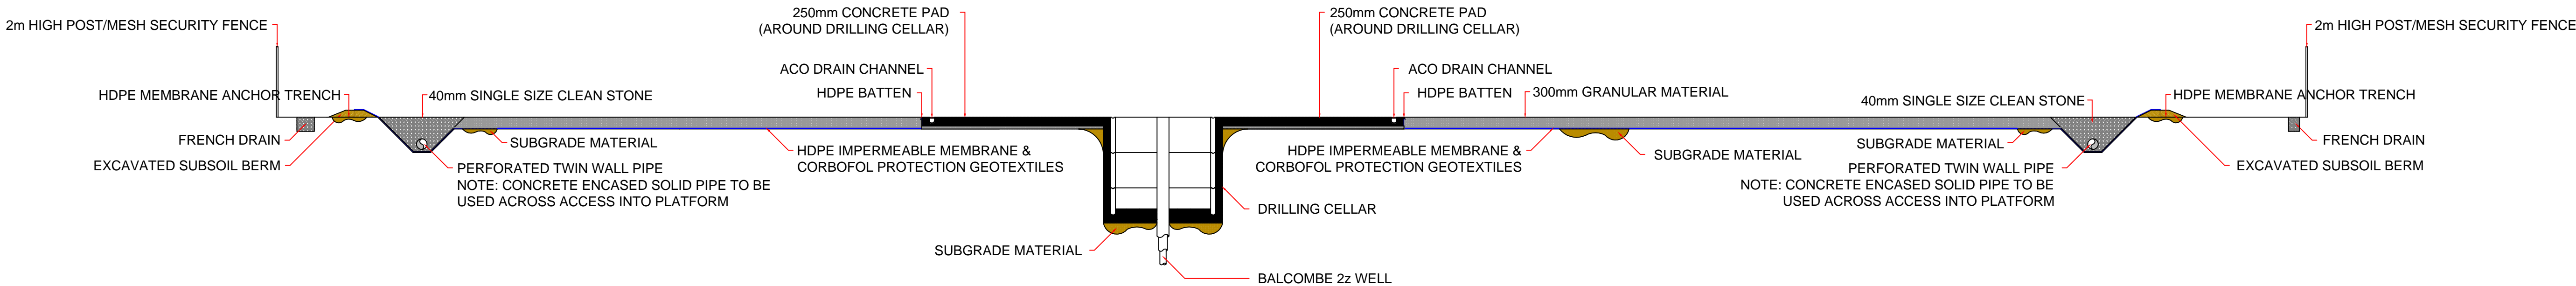 2m HIGH POST/MESH SECURITY FENCE
250mm CONCRETE PAD
(AROUND DRILLING CELLAR)
250mm CONCRETE PAD
(AROUND DRILLING CELLAR)
2m HIGH POST/MESH SECURITY FENCE
ACO DRAIN CHANNEL
ACO DRAIN CHANNEL
HDPE MEMBRANE ANCHOR TRENCH
40mm SINGLE SIZE CLEAN STONE
HDPE BATTEN
HDPE BATTEN
300mm GRANULAR MATERIAL
40mm SINGLE SIZE CLEAN STONE
HDPE MEMBRANE ANCHOR TRENCH
FRENCH DRAIN
SUBGRADE MATERIAL
HDPE IMPERMEABLE MEMBRANE &
CORBOFOL PROTECTION GEOTEXTILES
HDPE IMPERMEABLE MEMBRANE &
CORBOFOL PROTECTION GEOTEXTILES
SUBGRADE MATERIAL
SUBGRADE MATERIAL
FRENCH DRAIN
EXCAVATED SUBSOIL BERM
PERFORATED TWIN WALL PIPE
NOTE: CONCRETE ENCASED SOLID PIPE TO BE
USED ACROSS ACCESS INTO PLATFORM
PERFORATED TWIN WALL PIPE
NOTE: CONCRETE ENCASED SOLID PIPE TO BE
USED ACROSS ACCESS INTO PLATFORM
EXCAVATED SUBSOIL BERM
DRILLING CELLAR
SUBGRADE MATERIAL
BALCOMBE 2z WELL